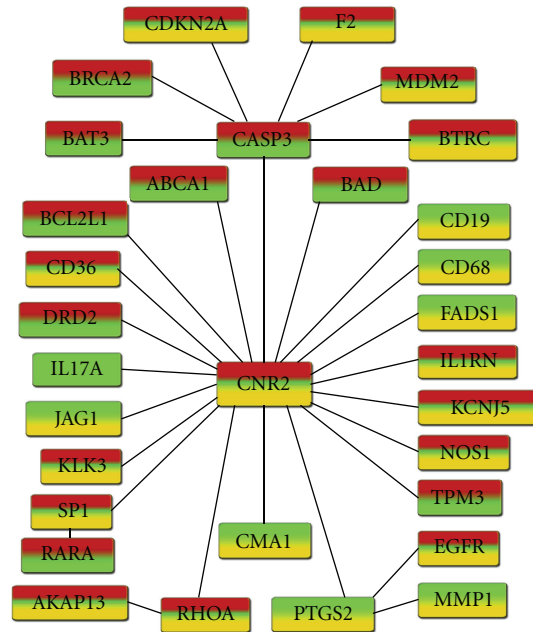 CDKN2A
F2
BRCA2
MDM2
BAT3
CASP3
BTRC
ABCA1
BAD
BCL2L1
CD19
CD36
CD68
DRD2
FADS1
IL17A
CNR2
IL1RN
JAG1
KCNJ5
KLK3
NOS1
SP1
TPM3
RARA
CMA1
EGFR
AKAP13
RHOA
PTGS2
MMP1